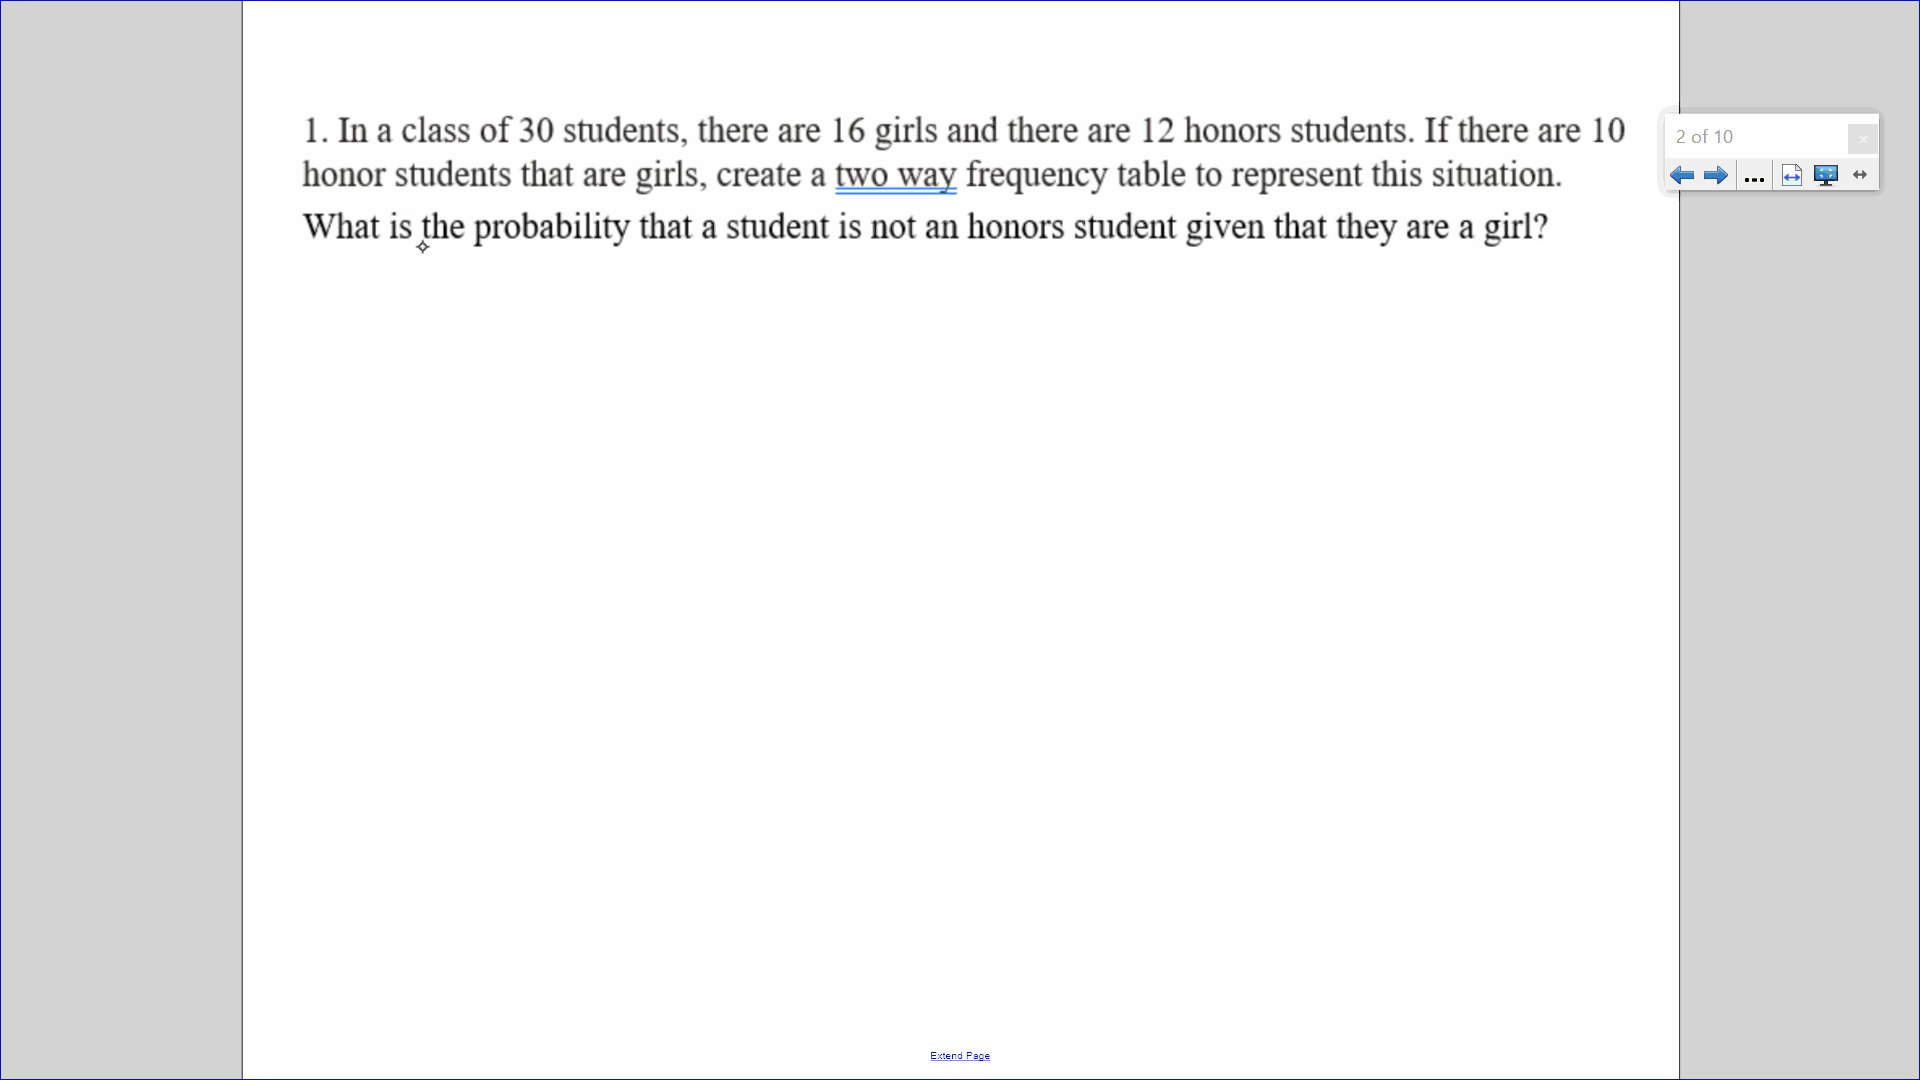 1. In a class of 30 students, there are 16 girls and there are 12 honors students. If there are 10
honor students that are girls, create a two way frequency table to represent this situation.
What is the probability that a student is not an honors student given that they are a girl?
2 of 10
...
Extend Page